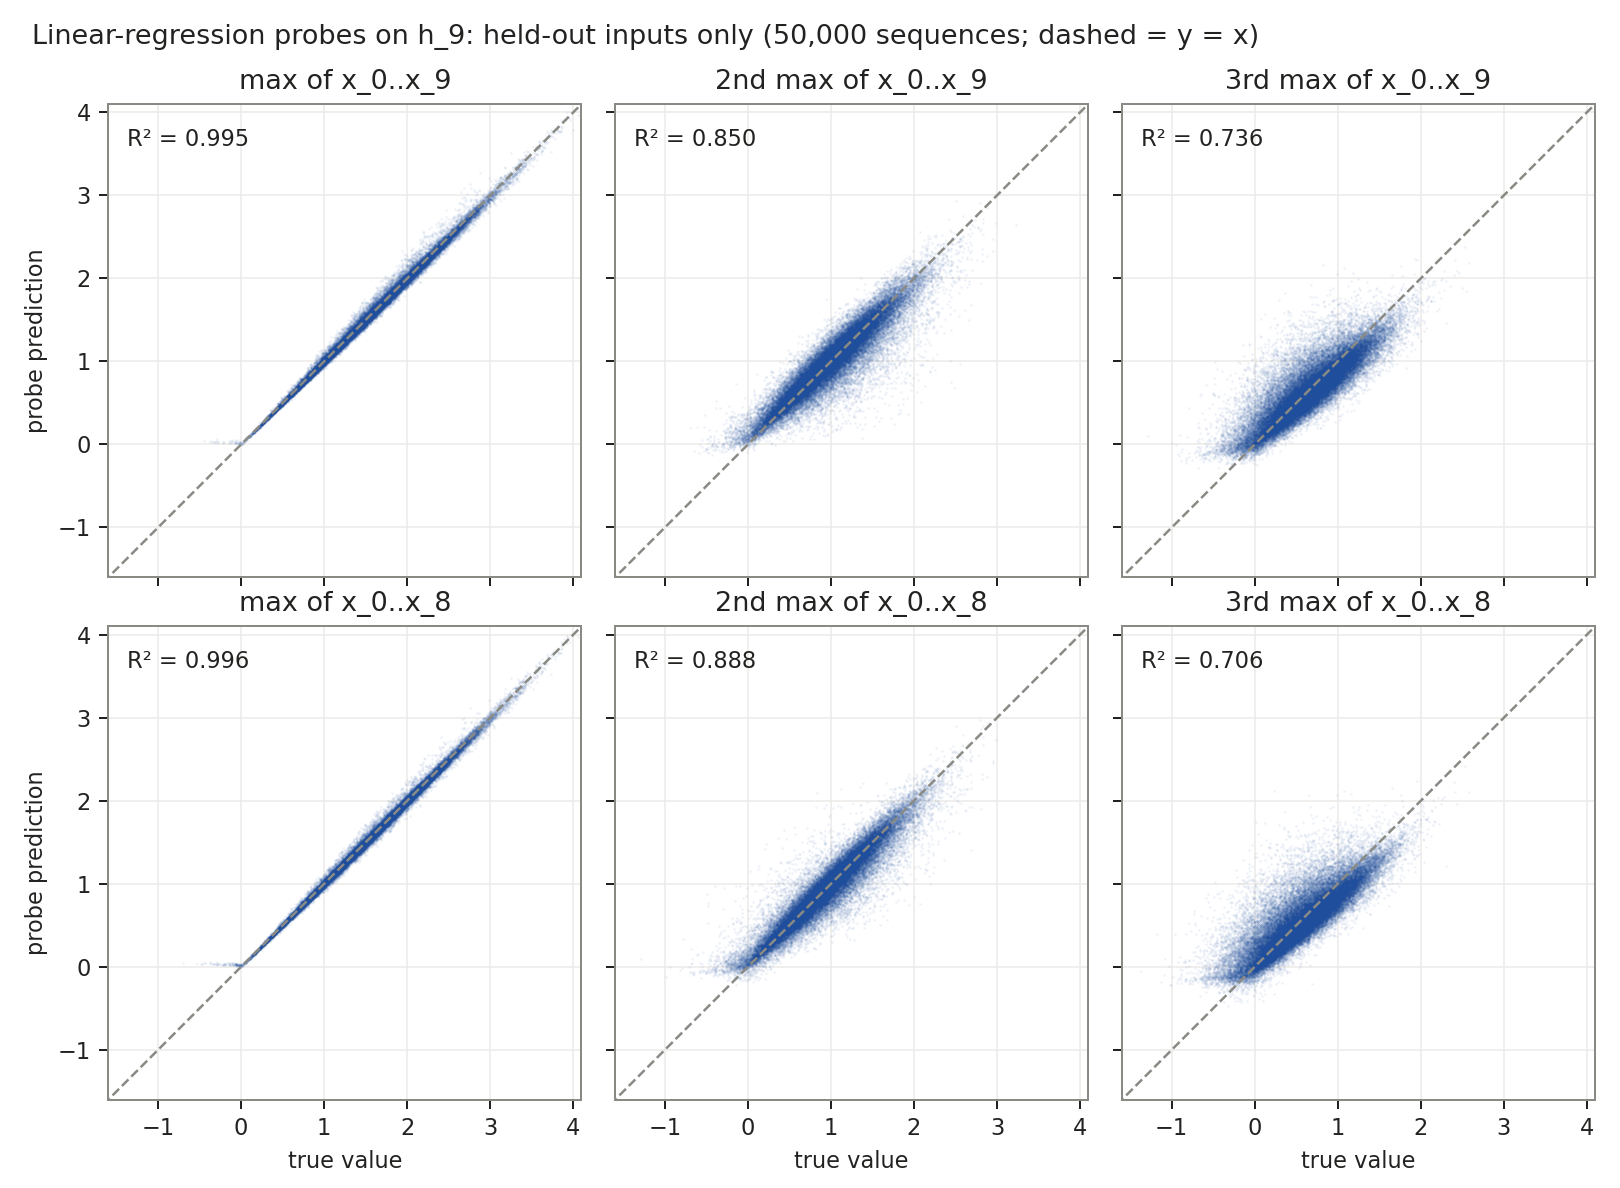 Linear-regression probes on h_9: held-out inputs only (50,000 sequences; dashed = y = x)
max of x_0..x_9
2nd max of x_0..x_9
3rd max of x_0..x_9
R² = 0.995
R² = 0.850
R² = 0.736
4
3
2
1
0
−1
probe prediction
max of x_0..x_8
2nd max of x_0..x_8
3rd max of x_0..x_8
R² = 0.996
R² = 0.888
R² = 0.706
4
3
2
1
0
−1
probe prediction
−1 0 1 2 3 4
−1 0 1 2 3 4
−1 0 1 2 3 4
true value
true value
true value